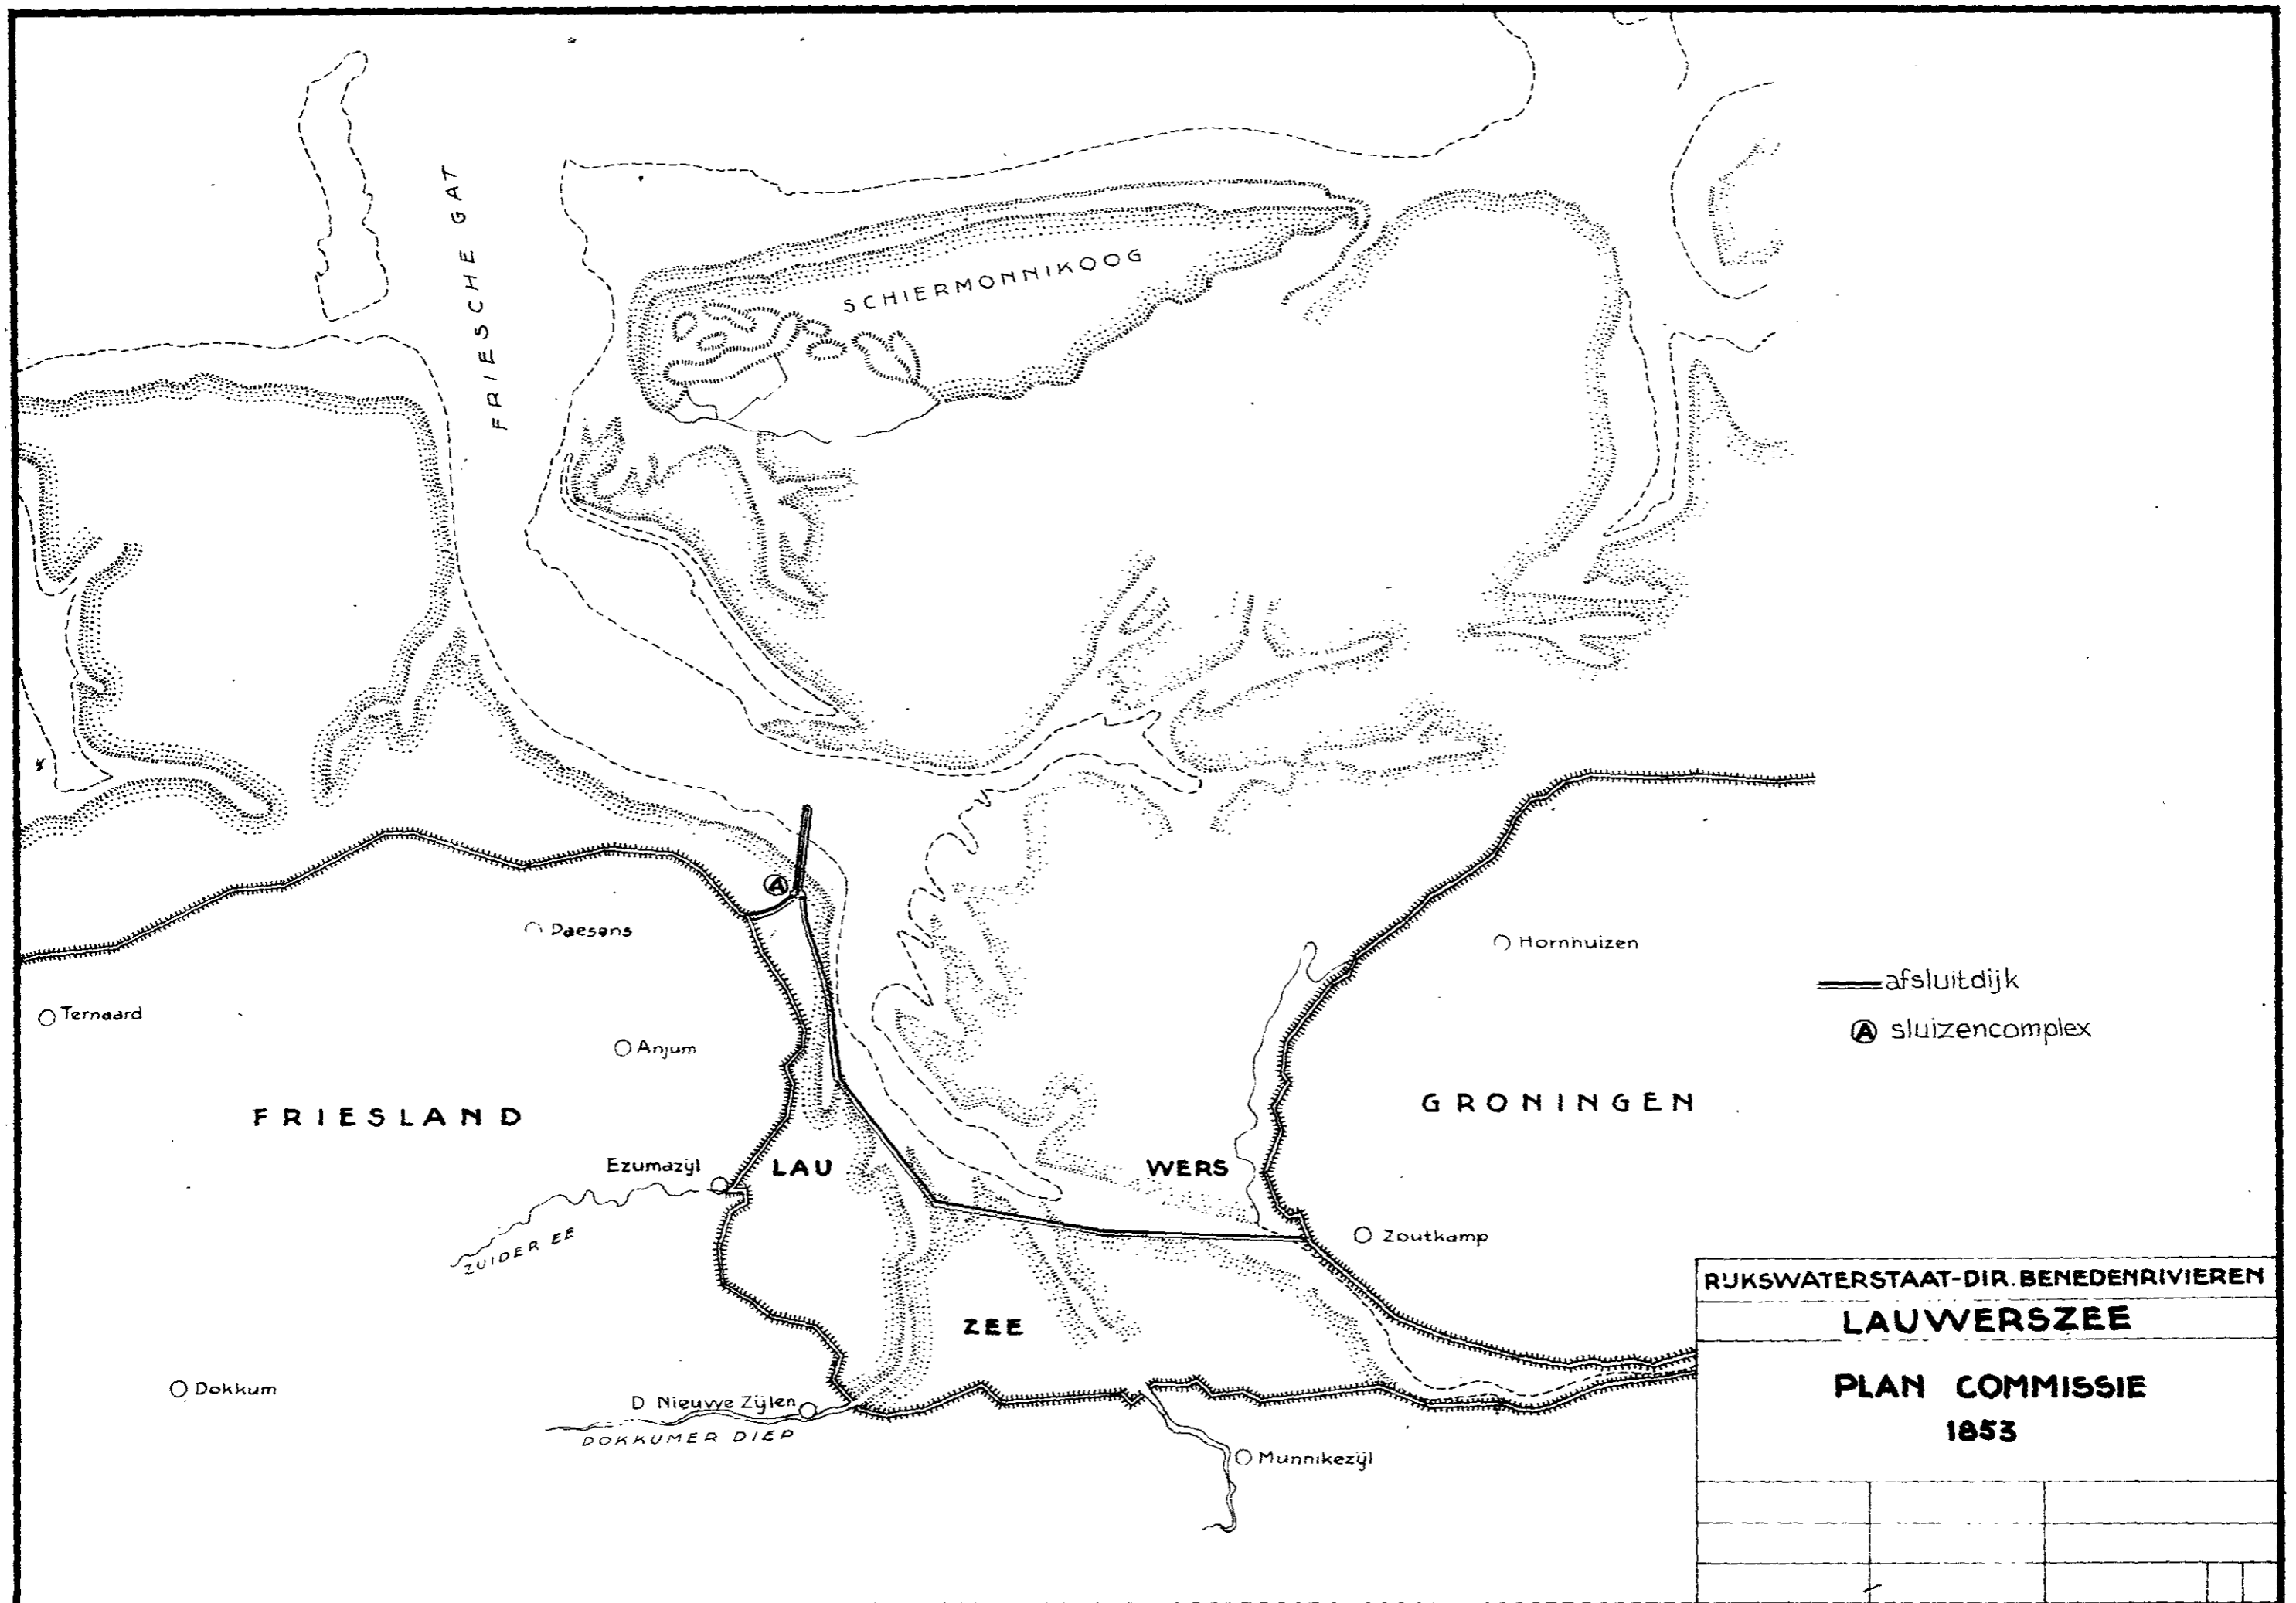 FRIESCHE GAT
SCHIERMONNIKOOG
A
Paesens
Hornhuizen
afsluitdijk
Ternaard
A sluizencomplex
Anjum
FRIESLAND
GRONINGEN
Ezumazijl
LAU
WERS
ZUIDER EE
Zoutkamp
ZEE
Dokkum
D Nieuwe Zijlen
DOKKUMER DIEP
Munnikezijl
RIJKSWATERSTAAT-DIR. BENEDENRIVIEREN
LAUWERSZEE
PLAN COMMISSIE
1853